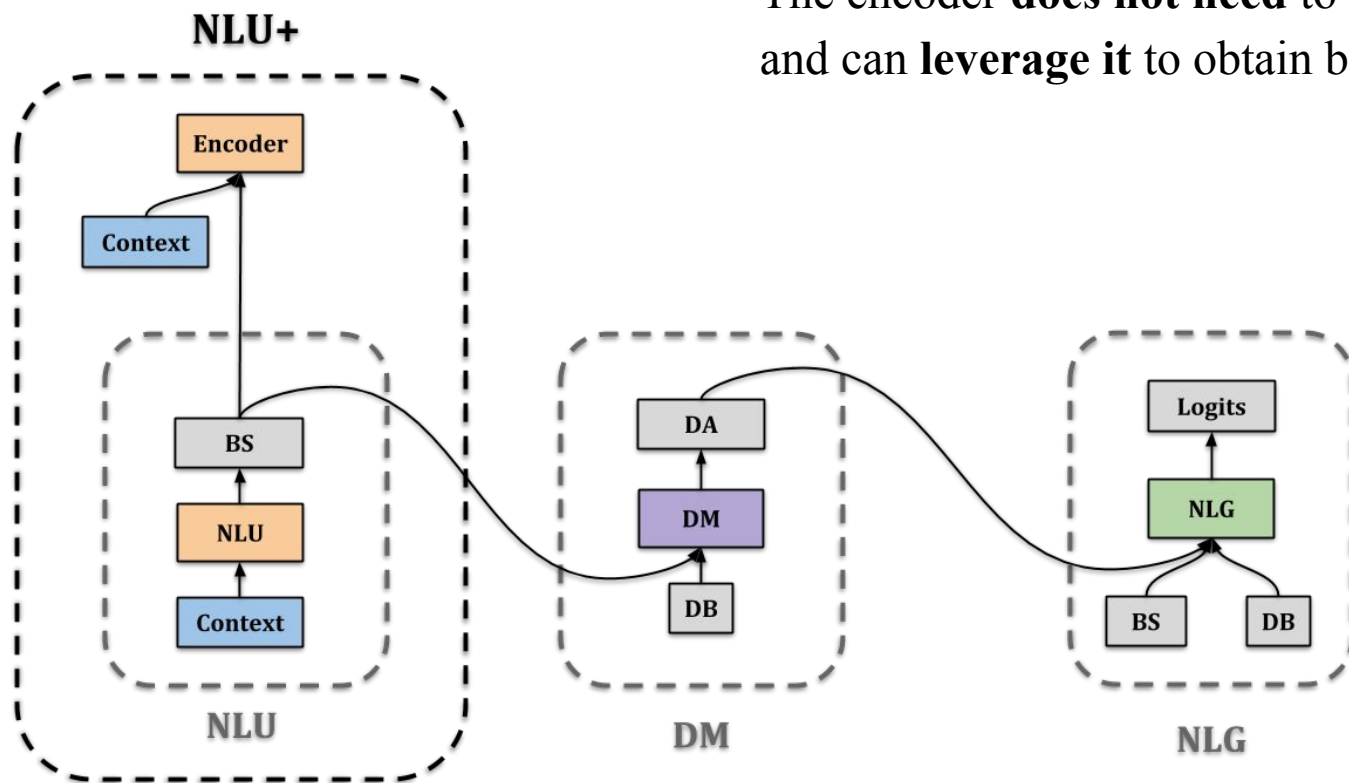 The encoder does not need to
and can leverage it to obtain b
NLU+
Encoder
Context
BS
NLU
Context
NLU
DA
DM
DB
DM
Logits
NLG
BS DB
NLG